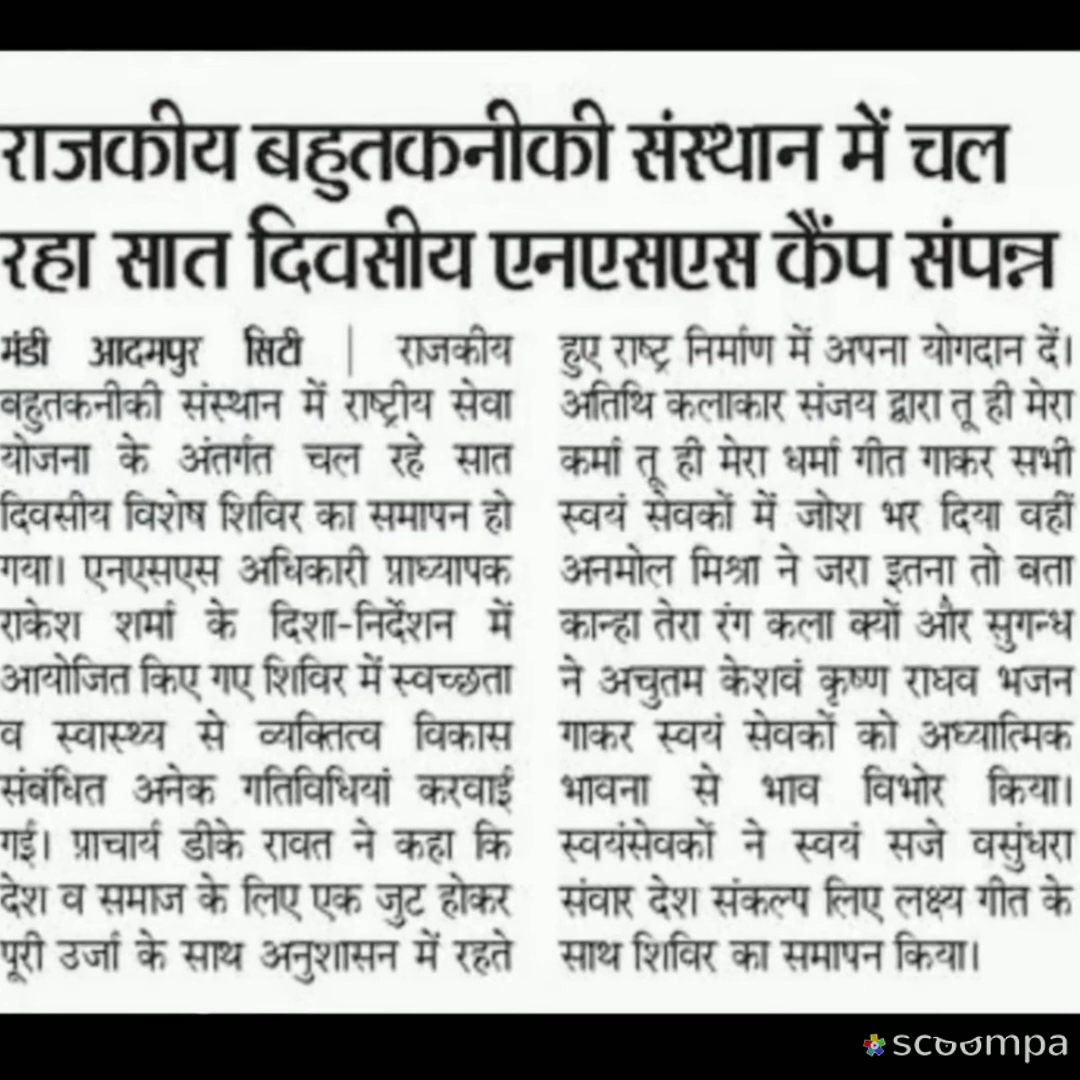 राजकीय बहुतकनीकी संस्थान में चल
रहा सात दिवसीय एनएसएस कैंप संपन्न
मंडी आदमपुर सिटी | राजकीय
बहुतकनीकी संस्थान में राष्ट्रीय सेवा
योजना के अंतर्गत चल रहे सात
दिवसीय विशेष शिविर का समापन हो
गया। एनएसएस अधिकारी प्राध्यापक
राकेश शर्मा के दिशा-निर्देशन में
आयोजित किए गए शिविर में स्वच्छता
व स्वास्थ्य से व्यक्तित्व विकास
संबंधित अनेक गतिविधियां करवाई
गई। प्राचार्य डीके रावत ने कहा कि
देश व समाज के लिए एक जुट होकर
पूरी उर्जा के साथ अनुशासन में रहते
हुए राष्ट्र निर्माण में अपना योगदान दें।
अतिथि कलाकार संजय द्वारा तू ही मेरा
कर्मा तू ही मेरा धर्मा गीत गाकर सभी
स्वयं सेवकों में जोश भर दिया वहीं
अनमोल मिश्रा ने जरा इतना तो बता
कान्हा तेरा रंग कला क्यों और सुगन्ध
ने अचुतम केशवं कृष्ण राघव भजन
गाकर स्वयं सेवकों को अध्यात्मिक
भावना से भाव विभोर किया।
स्वयंसेवकों ने स्वयं सजे वसुंधरा
संवार देश संकल्प लिए लक्ष्य गीत के
साथ शिविर का समापन किया।
scoompa